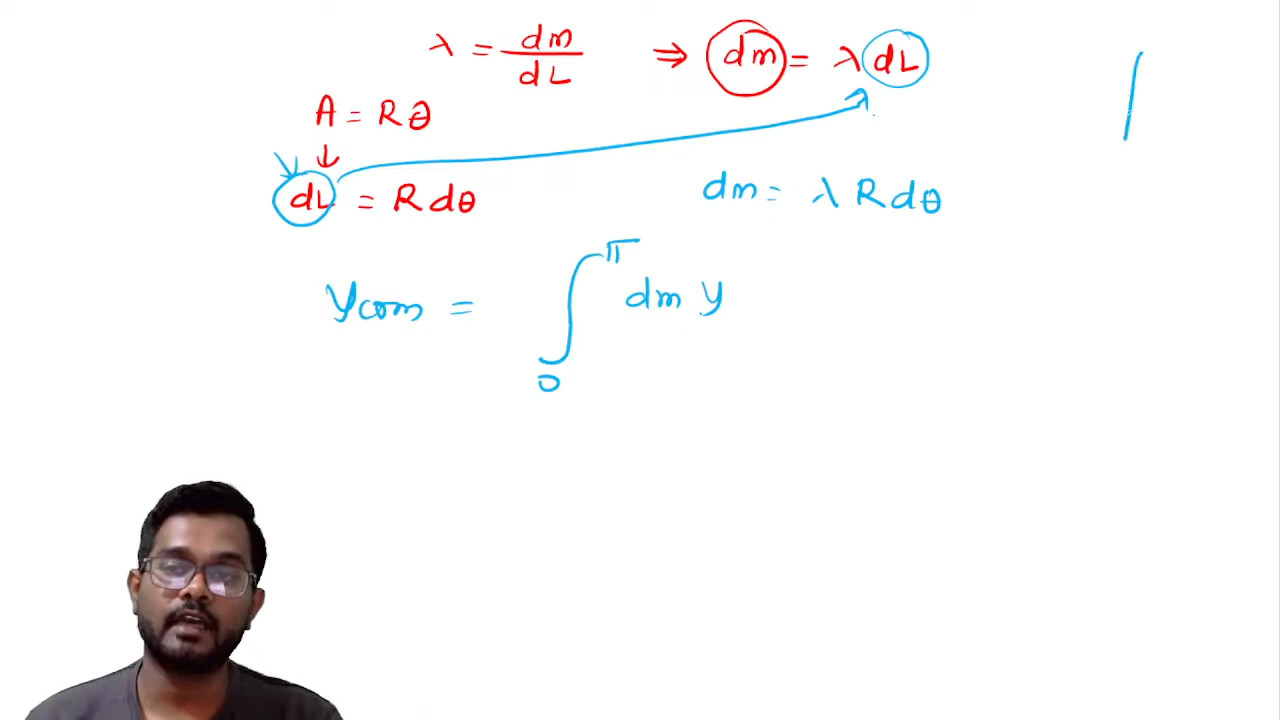 λ = dm/dL ⇒ dm = λ dL
A = Rθ
↓
dL = R dθ
dm = λ R dθ
ycom = ∫₀^π dm y